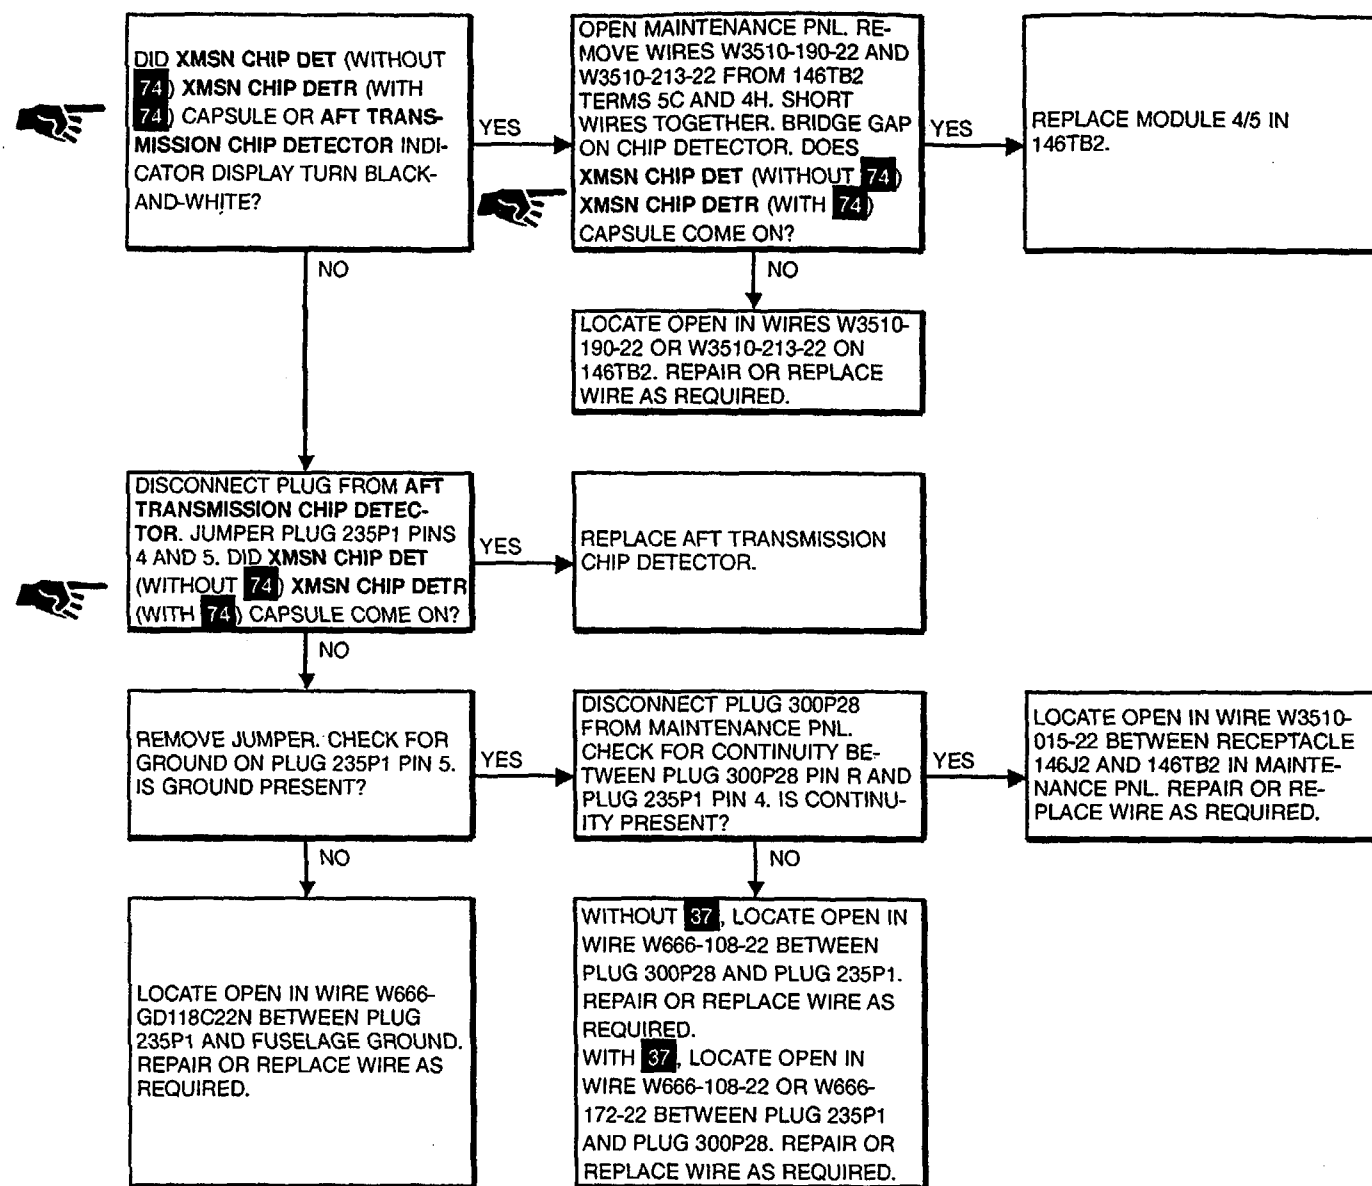 DID XMSN CHIP DET (WITHOUT
74) XMSN CHIP DETR (WITH
74) CAPSULE OR AFT TRANS-
MISSION CHIP DETECTOR INDI-
CATOR DISPLAY TURN BLACK-
AND-WHITE?
YES
OPEN MAINTENANCE PNL. RE-
MOVE WIRES W3510-190-22 AND
W3510-213-22 FROM 146TB2
TERMS 5C AND 4H. SHORT
WIRES TOGETHER. BRIDGE GAP
ON CHIP DETECTOR. DOES
XMSN CHIP DET (WITHOUT 74)
XMSN CHIP DETR (WITH 74)
CAPSULE COME ON?
YES
REPLACE MODULE 4/5 IN
146TB2.
NO
NO
LOCATE OPEN IN WIRES W3510-
190-22 OR W3510-213-22 ON
146TB2. REPAIR OR REPLACE
WIRE AS REQUIRED.
DISCONNECT PLUG FROM AFT
TRANSMISSION CHIP DETEC-
TOR. JUMPER PLUG 235P1 PINS
4 AND 5. DID XMSN CHIP DET
(WITHOUT 74) XMSN CHIP DETR
(WITH 74) CAPSULE COME ON?
YES
REPLACE AFT TRANSMISSION
CHIP DETECTOR.
NO
REMOVE JUMPER. CHECK FOR
GROUND ON PLUG 235P1 PIN 5.
IS GROUND PRESENT?
YES
DISCONNECT PLUG 300P28
FROM MAINTENANCE PNL.
CHECK FOR CONTINUITY BE-
TWEEN PLUG 300P28 PIN R AND
PLUG 235P1 PIN 4. IS CONTINU-
ITY PRESENT?
YES
LOCATE OPEN IN WIRE W3510-
015-22 BETWEEN RECEPTACLE
146J2 AND 146TB2 IN MAINTE-
NANCE PNL. REPAIR OR RE-
PLACE WIRE AS REQUIRED.
NO
NO
LOCATE OPEN IN WIRE W666-
GD118C22N BETWEEN PLUG
235P1 AND FUSELAGE GROUND.
REPAIR OR REPLACE WIRE AS
REQUIRED.
WITHOUT 37, LOCATE OPEN IN
WIRE W666-108-22 BETWEEN
PLUG 300P28 AND PLUG 235P1.
REPAIR OR REPLACE WIRE AS
REQUIRED.
WITH 37, LOCATE OPEN IN
WIRE W666-108-22 OR W666-
172-22 BETWEEN PLUG 235P1
AND PLUG 300P28. REPAIR OR
REPLACE WIRE AS REQUIRED.